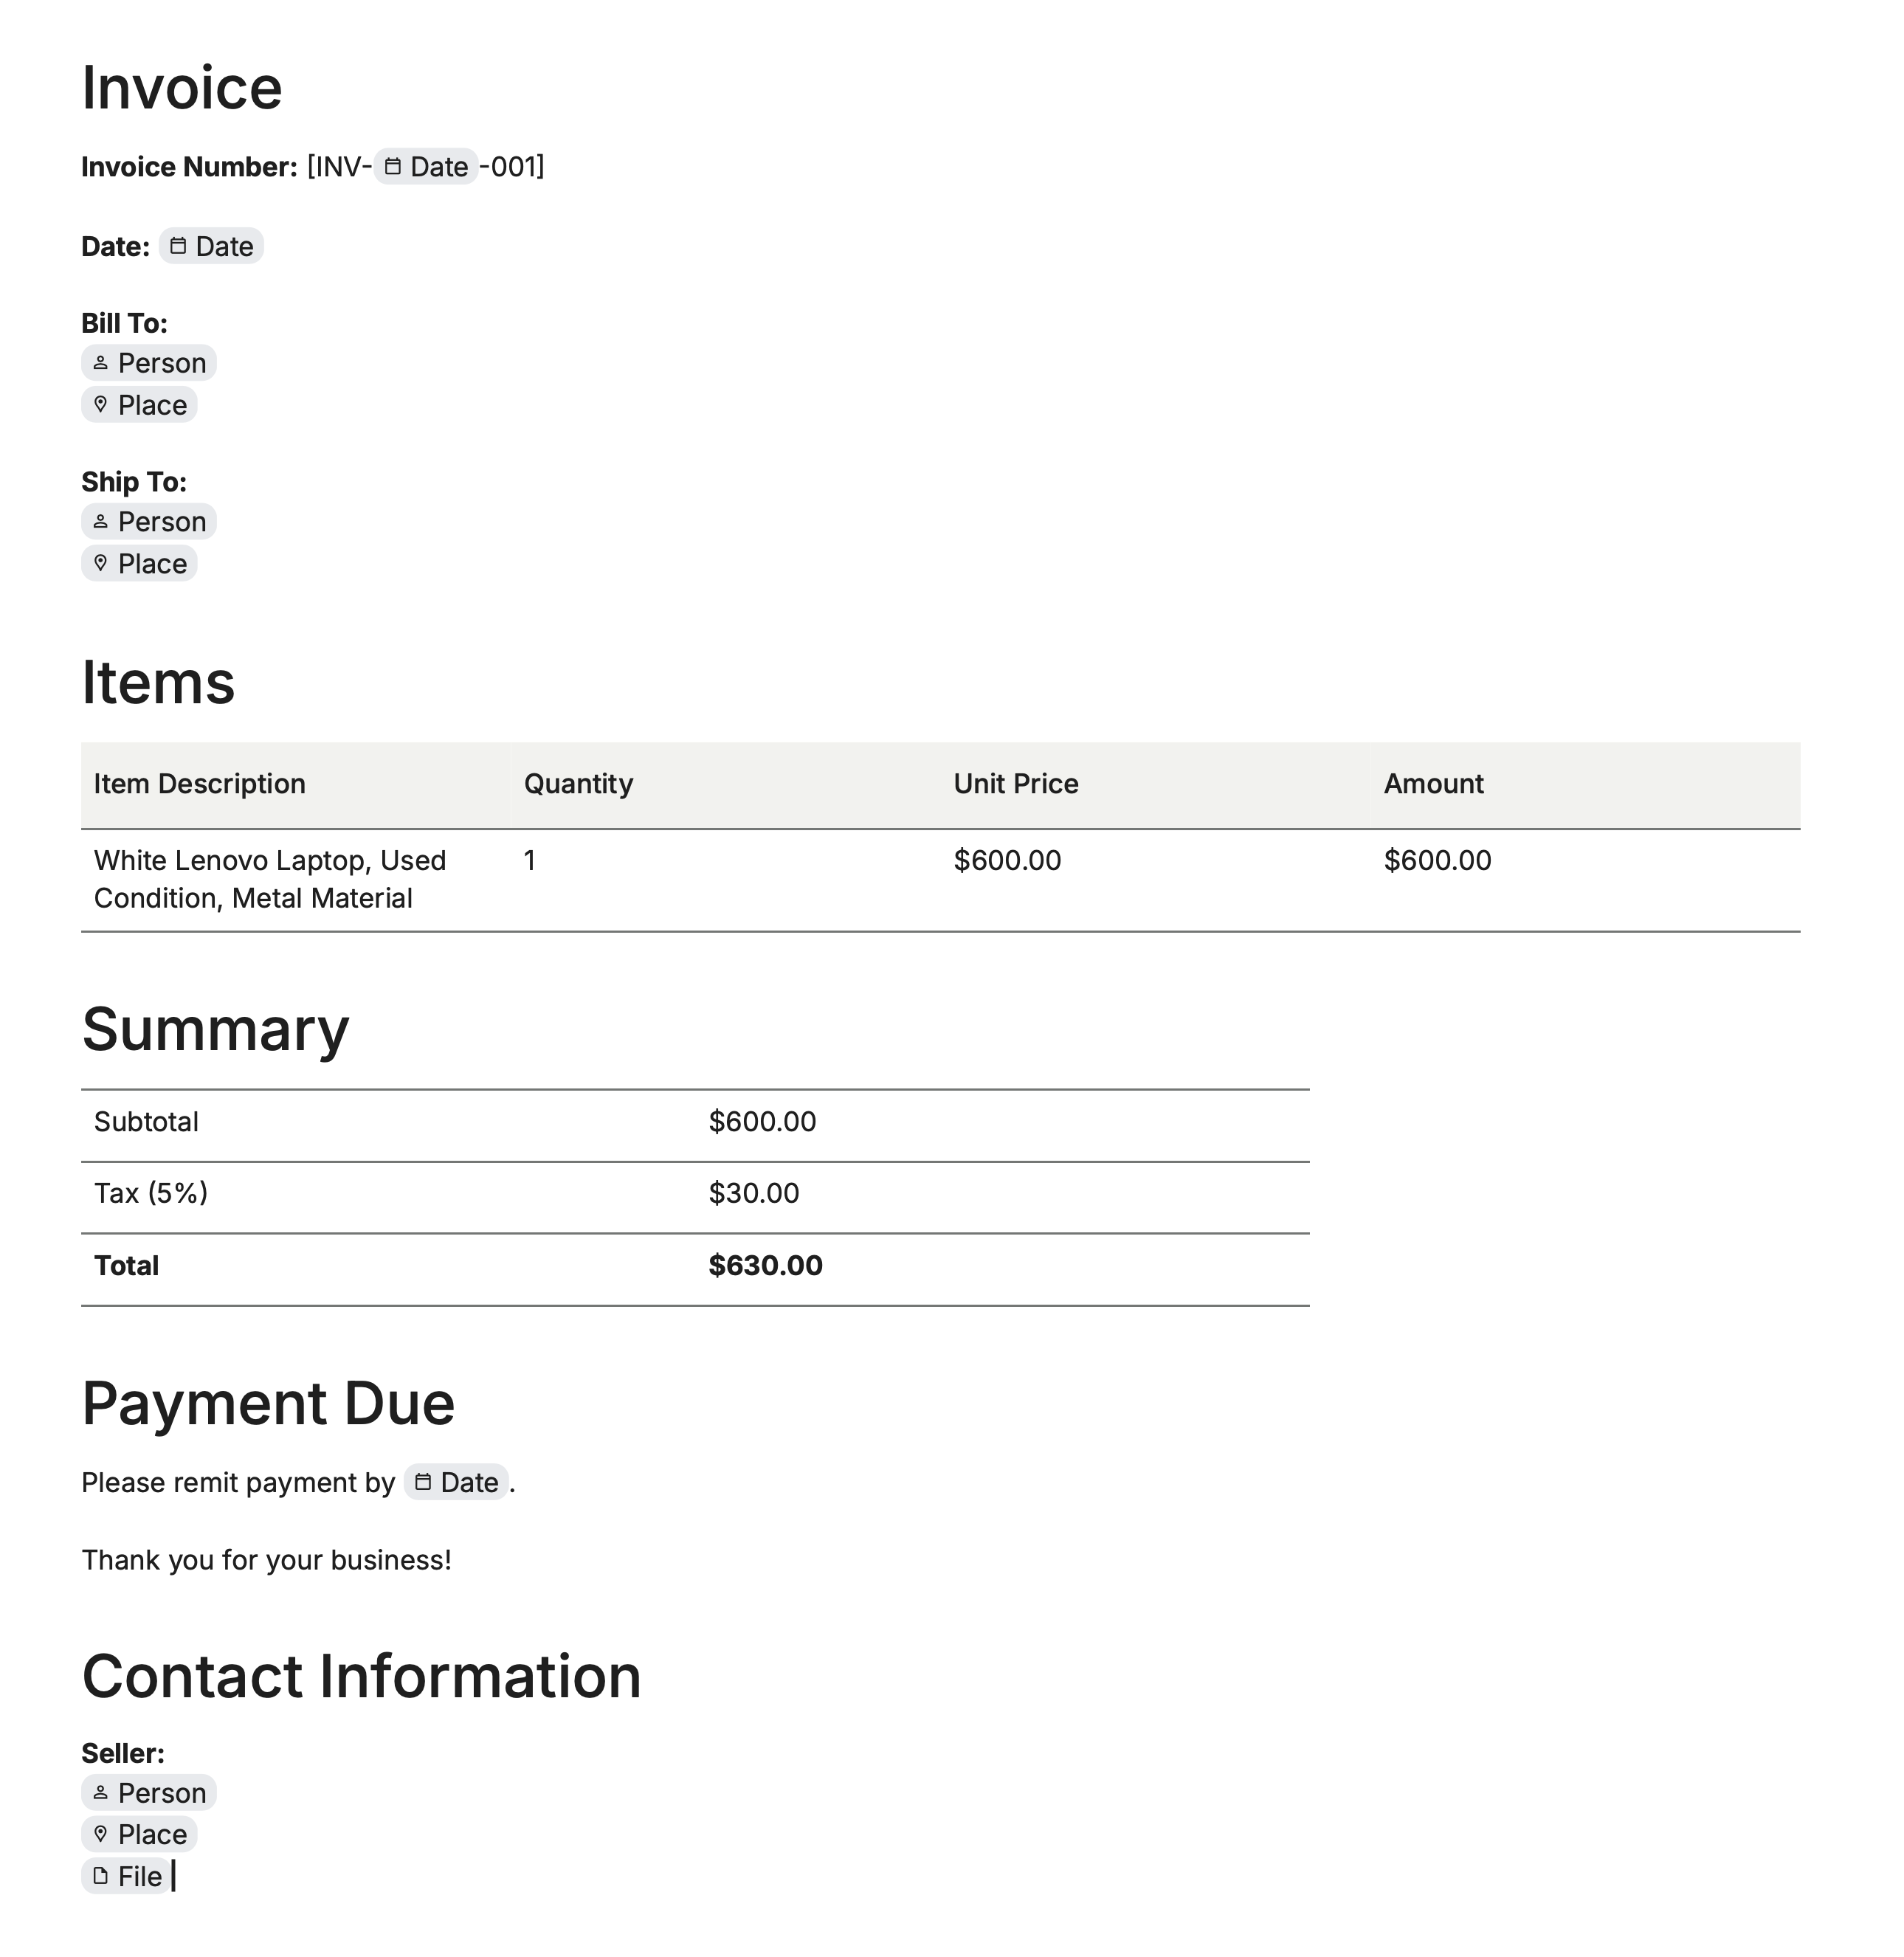 Invoice
Invoice Number: [INV- Date -001]
Date: Date
Bill To:
Person
Place
Ship To:
Person
Place
Items
Item Description Quantity Unit Price Amount
White Lenovo Laptop, Used 1 $600.00 $600.00
Condition, Metal Material
Summary
Subtotal $600.00
Tax (5%) $30.00
Total $630.00
Payment Due
Please remit payment by Date .
Thank you for your business!
Contact Information
Seller:
Person
Place
File